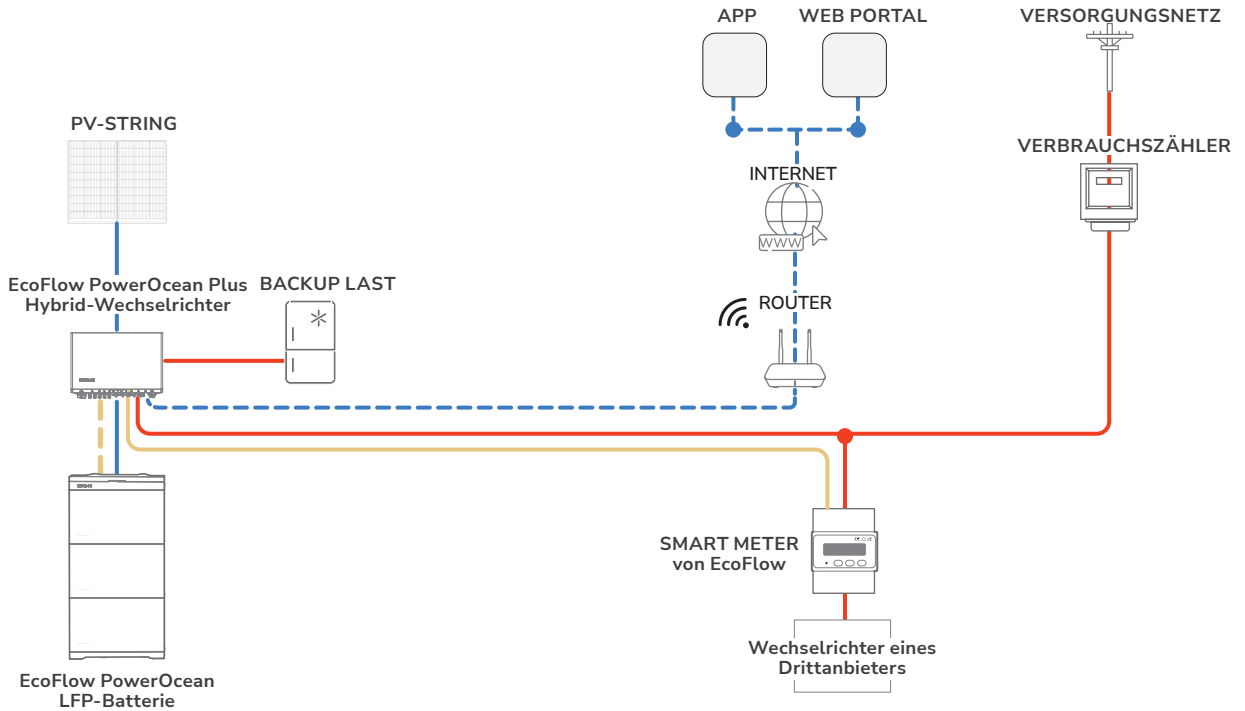 APP
WEB PORTAL
VERSORGUNGSNETZ
PV-STRING
VERBRAUCHSZÄHLER
INTERNET
WWW
EcoFlow PowerOcean Plus
Hybrid-Wechselrichter
BACKUP LAST
ROUTER
SMART METER
von EcoFlow
Wechselrichter eines
Drittanbieters
EcoFlow PowerOcean
LFP-Batterie